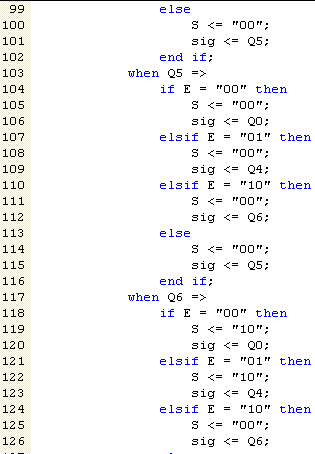 99 else
100 S <= "00";
101 sig <= Q5;
102 end if;
103 when Q5 =>
104 if E = "00" then
105 S <= "00";
106 sig <= Q0;
107 elsif E = "01" then
108 S <= "00";
109 sig <= Q4;
110 elsif E = "10" then
111 S <= "00";
112 sig <= Q6;
113 else
114 S <= "00";
115 sig <= Q5;
116 end if;
117 when Q6 =>
118 if E = "00" then
119 S <= "10";
120 sig <= Q0;
121 elsif E = "01" then
122 S <= "10";
123 sig <= Q4;
124 elsif E = "10" then
125 S <= "00";
126 sig <= Q6;